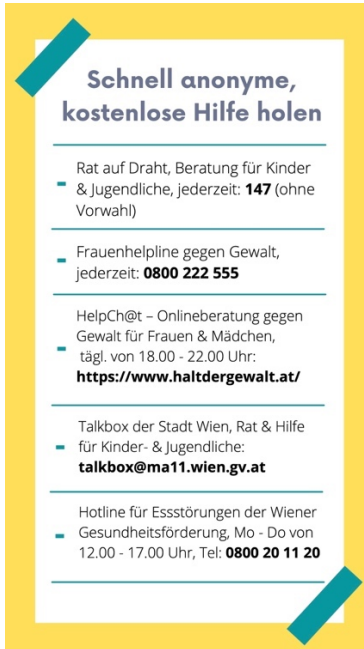 Schnell anonyme,
kostenlose Hilfe holen
- Rat auf Draht, Beratung für Kinder
& Jugendliche, jederzeit: 147 (ohne
Vorwahl)
- Frauenhelpline gegen Gewalt,
jederzeit: 0800 222 555
- HelpCh@t – Onlineberatung gegen
Gewalt für Frauen & Mädchen,
tägl. von 18.00 - 22.00 Uhr:
https://www.haltdergewalt.at/
- Talkbox der Stadt Wien, Rat & Hilfe
für Kinder- & Jugendliche:
talkbox@ma11.wien.gv.at
- Hotline für Essstörungen der Wiener
Gesundheitsförderung, Mo - Do von
12.00 - 17.00 Uhr, Tel: 0800 20 11 20